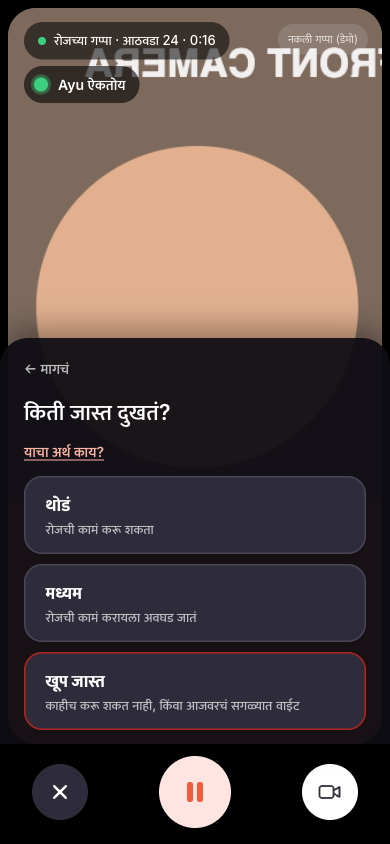 रोजच्या गप्पा · आठवडा 24 · 0:16
नकली गप्पा (डेमो)
FRONT CAMERA
Ayu ऐकतोय
← मागचं
किती जास्त दुखतं?
याचा अर्थ काय?
थोडं
रोजची कामं करू शकता
मध्यम
रोजची कामं करायला अवघड जातं
खूप जास्त
काहीच करू शकत नाही, किंवा आजवरचं सगळ्यात वाईट